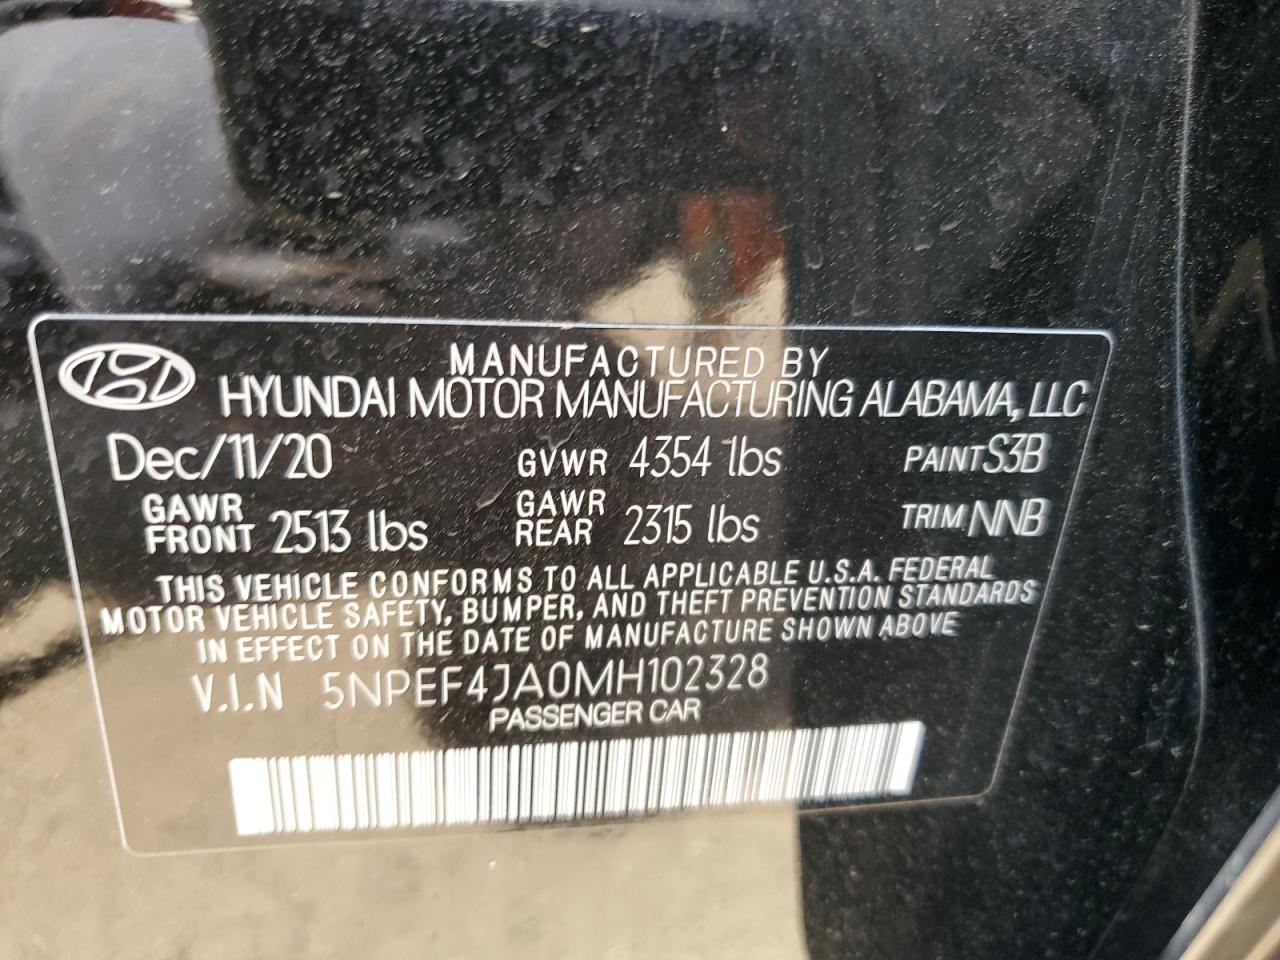 MANUFACTURED BY
HYUNDAI MOTOR MANUFACTURING ALABAMA, LLC
Dec/11/20 GVWR 4354 lbs PAINT S3B
GAWR FRONT 2513 lbs GAWR REAR 2315 lbs TRIM NNB
THIS VEHICLE CONFORMS TO ALL APPLICABLE U.S.A. FEDERAL
MOTOR VEHICLE SAFETY, BUMPER, AND THEFT PREVENTION STANDARDS
IN EFFECT ON THE DATE OF MANUFACTURE SHOWN ABOVE
V.I.N 5NPEF4JA0MH102328
PASSENGER CAR